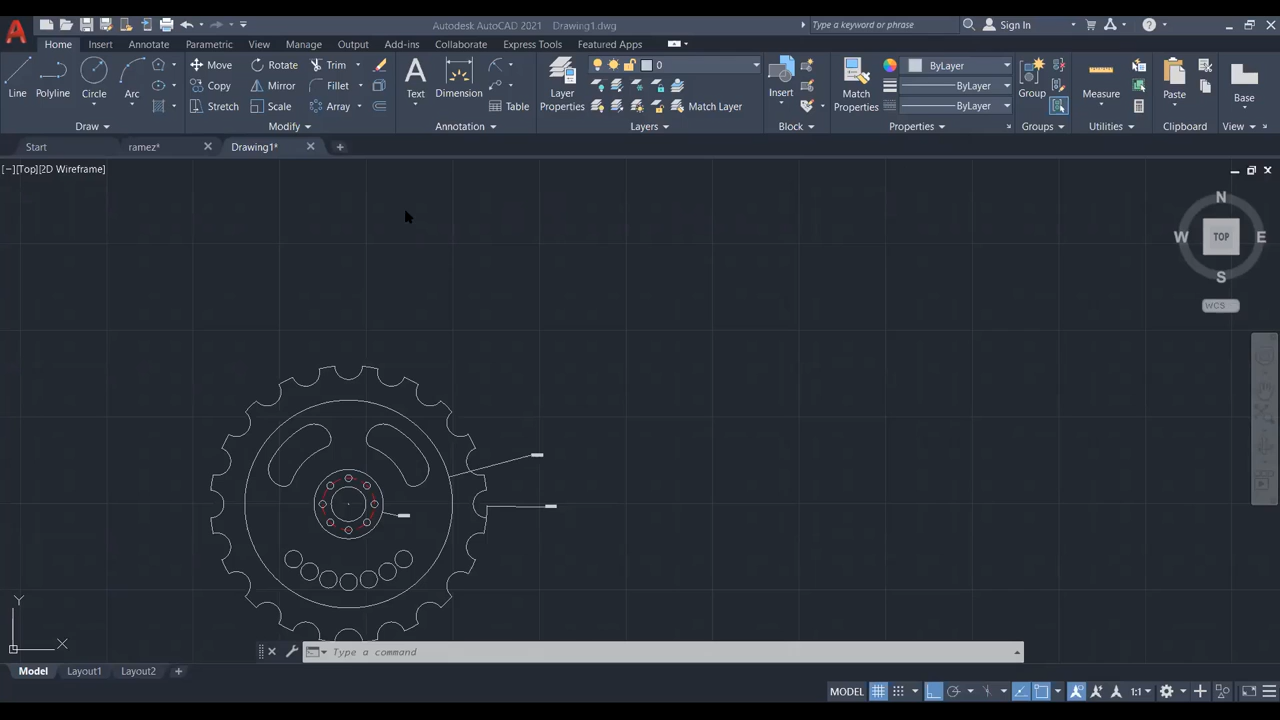 Autodesk AutoCAD 2021 Drawing1.dwg Type a keyword or phrase Sign In
Home Insert Annotate Parametric View Manage Output Add-ins Collaborate Express Tools Featured Apps
Line Polyline Circle Arc Move Rotate Trim Text Dimension Layer Properties 0 Insert Match Properties ByLayer Group Measure Paste Base
Copy Mirror Fillet ByLayer
Stretch Scale Array Table Match Layer ByLayer
Draw Modify Annotation Layers Block Properties Groups Utilities Clipboard View
Start ramez* Drawing1*
[−][Top][2D Wireframe]
N
W TOP E
S
WCS
Y
X
Type a command
Model Layout1 Layout2
MODEL 1:1